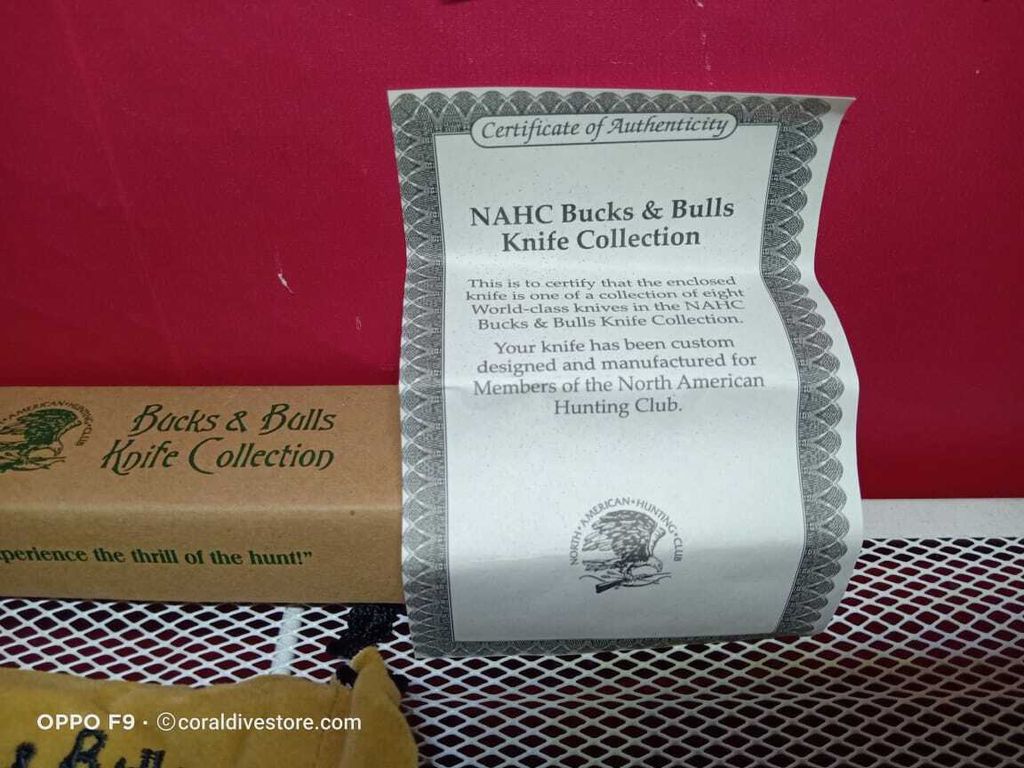 Certificate of Authenticity
NAHC Bucks & Bulls
Knife Collection
This is to certify that the enclosed
knife is one of a collection of eight
World-class knives in the NAHC
Bucks & Bulls Knife Collection.
Your knife has been custom
designed and manufactured for
Members of the North American
Hunting Club.
NORTH•AMERICAN•HUNTING•CLUB
AMERICAN•HUNTING•CLUB
Bucks & Bulls
Knife Collection
the thrill of the hunt!"
OPPO F9 · ©coraldivestore.com